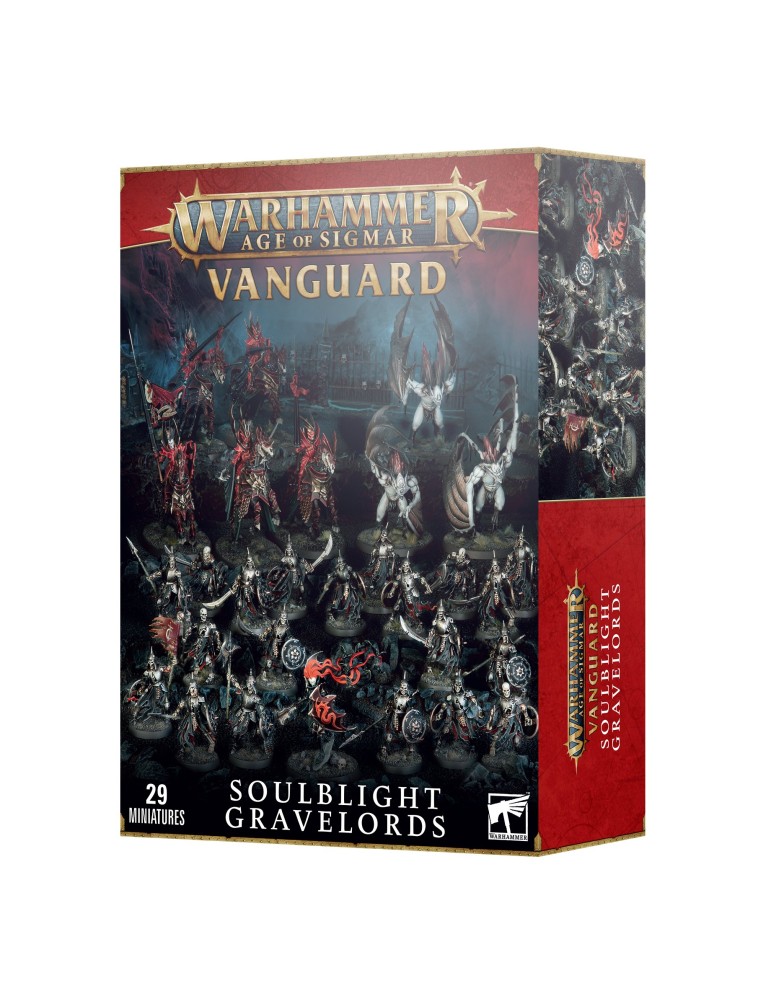 WARHAMMER
AGE OF SIGMAR
VANGUARD
29
MINIATURES
SOULBLIGHT
GRAVELORDS
WARHAMMER
WARHAMMER
AGE OF SIGMAR
VANGUARD
SOULBLIGHT
GRAVELORDS